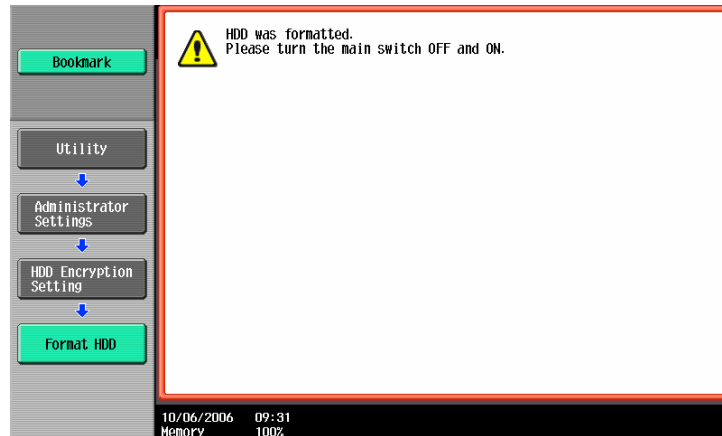 Bookmark
Utility
Administrator
Settings
HDD Encryption
Setting
Format HDD
HDD was formatted.
Please turn the main switch OFF and ON.
10/06/2006 09:31
Memory 100%